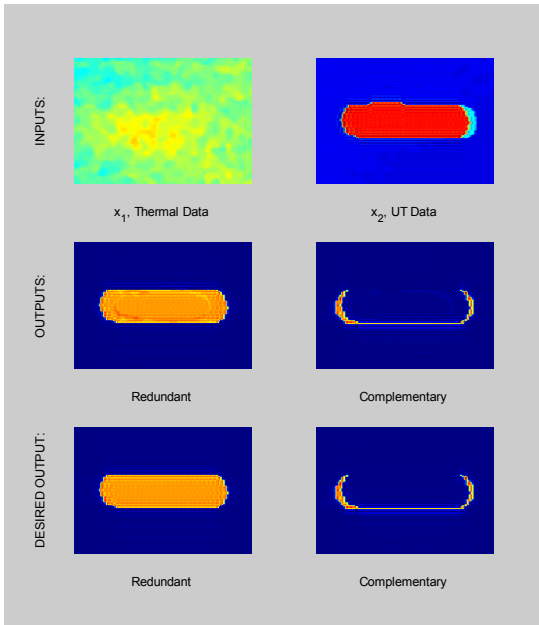 INPUTS:
x1, Thermal Data
x2, UT Data
OUTPUTS:
Redundant
Complementary
DESIRED OUTPUT:
Redundant
Complementary